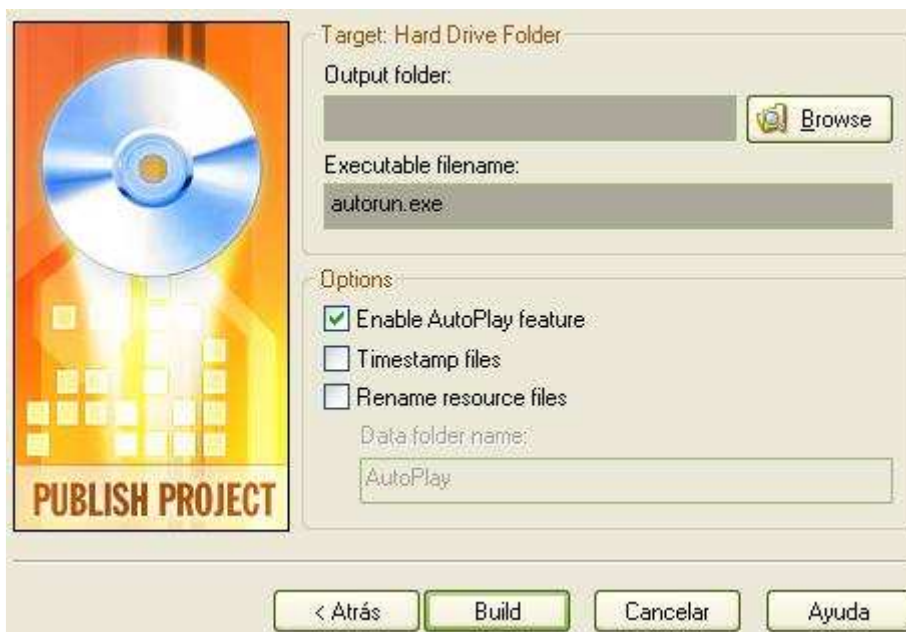 Target: Hard Drive Folder
Output folder:
Browse
Executable filename:
autorun.exe
Options
Enable AutoPlay feature
Timestamp files
Rename resource files
Data folder name:
AutoPlay
PUBLISH PROJECT
< Atrás
Build
Cancelar
Ayuda